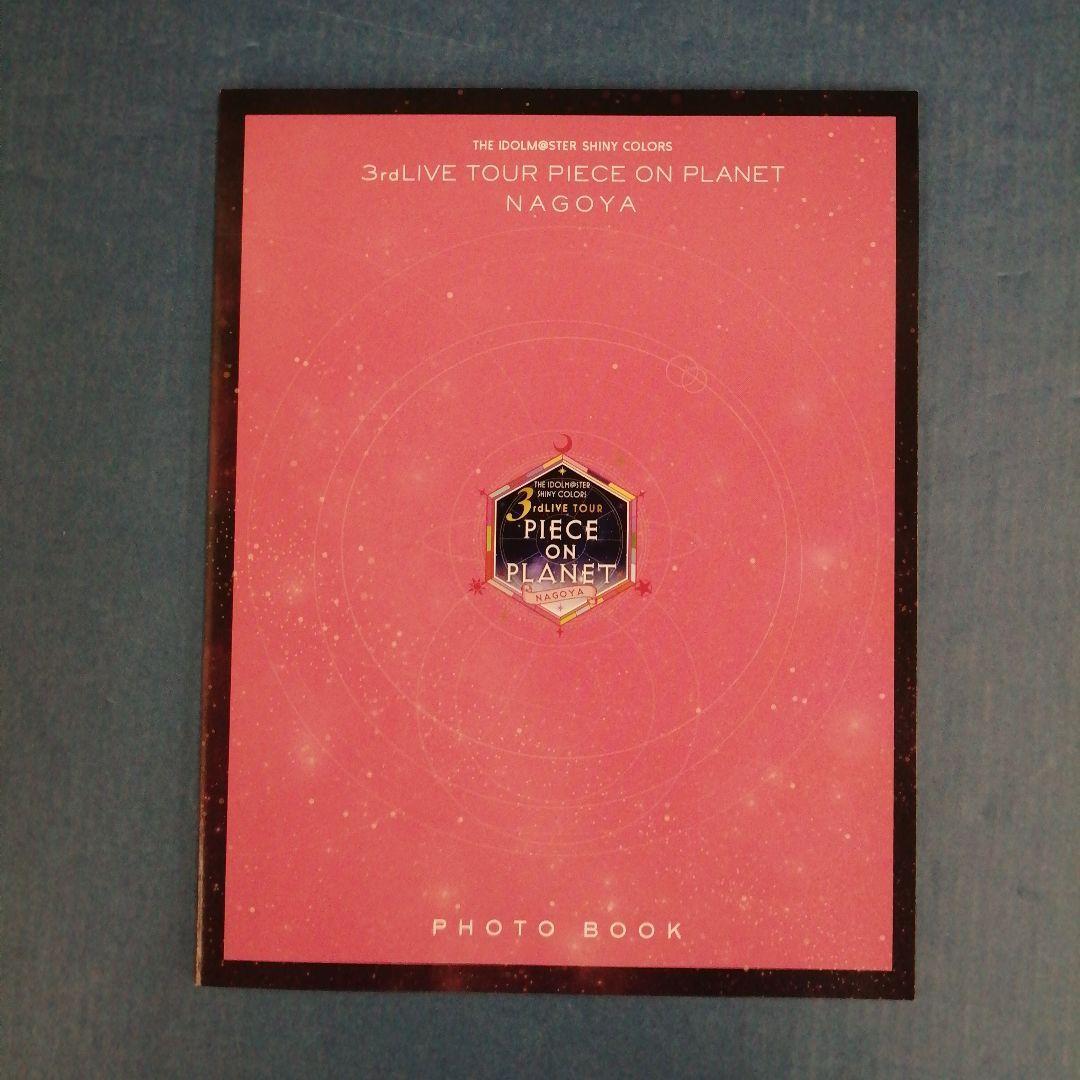 THE IDOLM@STER SHINY COLORS
3rdLIVE TOUR PIECE ON PLANET
NAGOYA
THE IDOLM@STER
SHINY COLORS
3rdLIVE TOUR
PIECE
ON
PLANET
NAGOYA
PHOTO BOOK